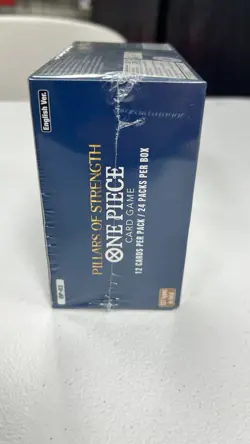 English Ver.
PILLARS OF STRENGTH
ONE PIECE
CARD GAME
12 CARDS PER PACK / 24 PACKS PER BOX
OP-03